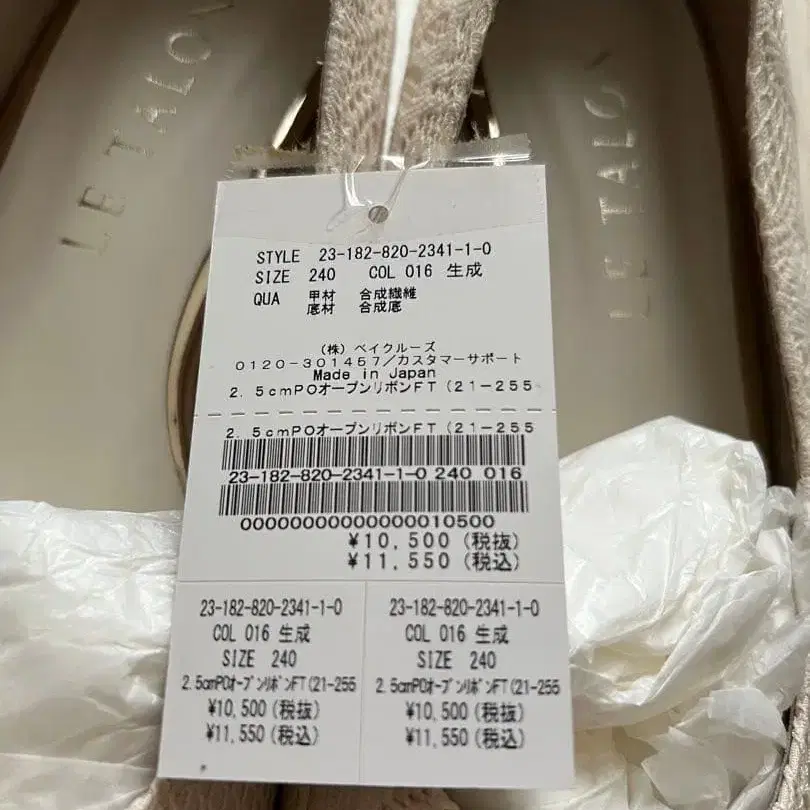 LE TALON
LE TALON
STYLE 23-182-820-2341-1-0
SIZE 240 COL 016 生成
QUA 甲材 合成繊維
底材 合成底
(株) ベイクルーズ
0120-301457/カスタマーサポート
Made in Japan
2.5cmPOオープンリボンFT (21-255
2.5cmPOオープンリボンFT (21-255
23-182-820-2341-1-0 240 016
00000000000000010500
¥10,500 (税抜)
¥11,550 (税込)
23-182-820-2341-1-0
COL 016 生成
SIZE 240
2.5cmPOオープンリボンFT(21-255
¥10,500 (税抜)
¥11,550 (税込)
23-182-820-2341-1-0
COL 016 生成
SIZE 240
2.5cmPOオープンリボンFT(21-255
¥10,500 (税抜)
¥11,550 (税込)